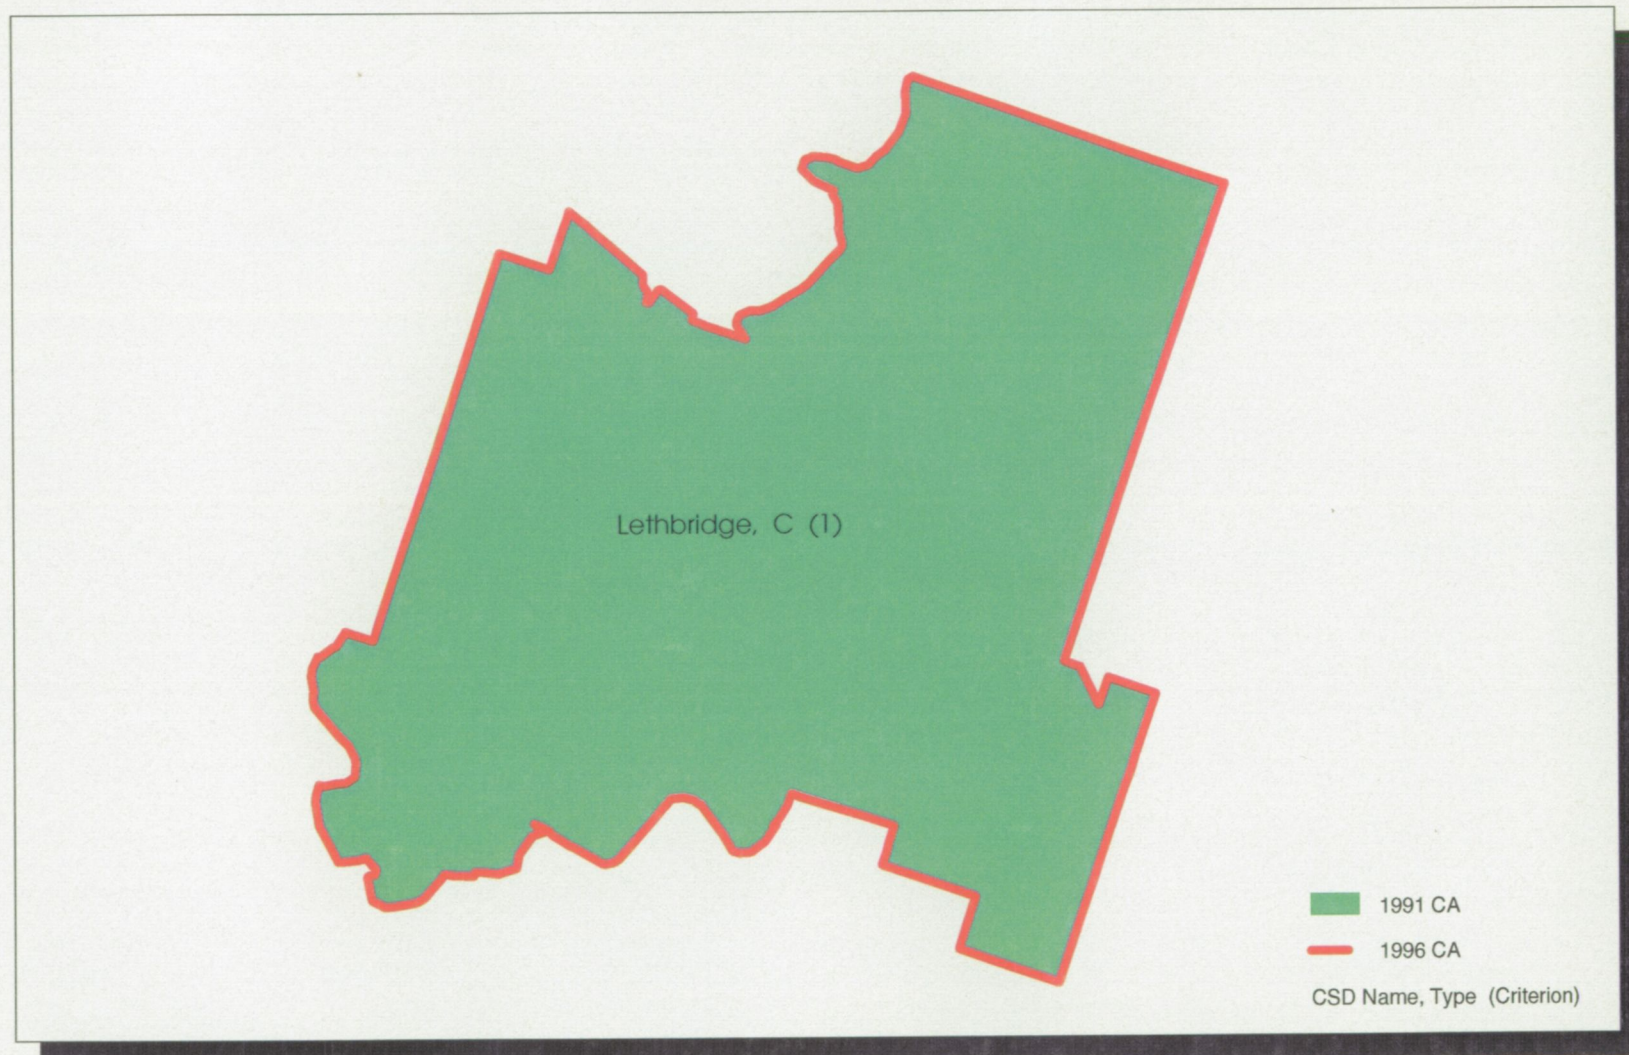 Lethbridge, C (1)
1991 CA
1996 CA
CSD Name, Type (Criterion)